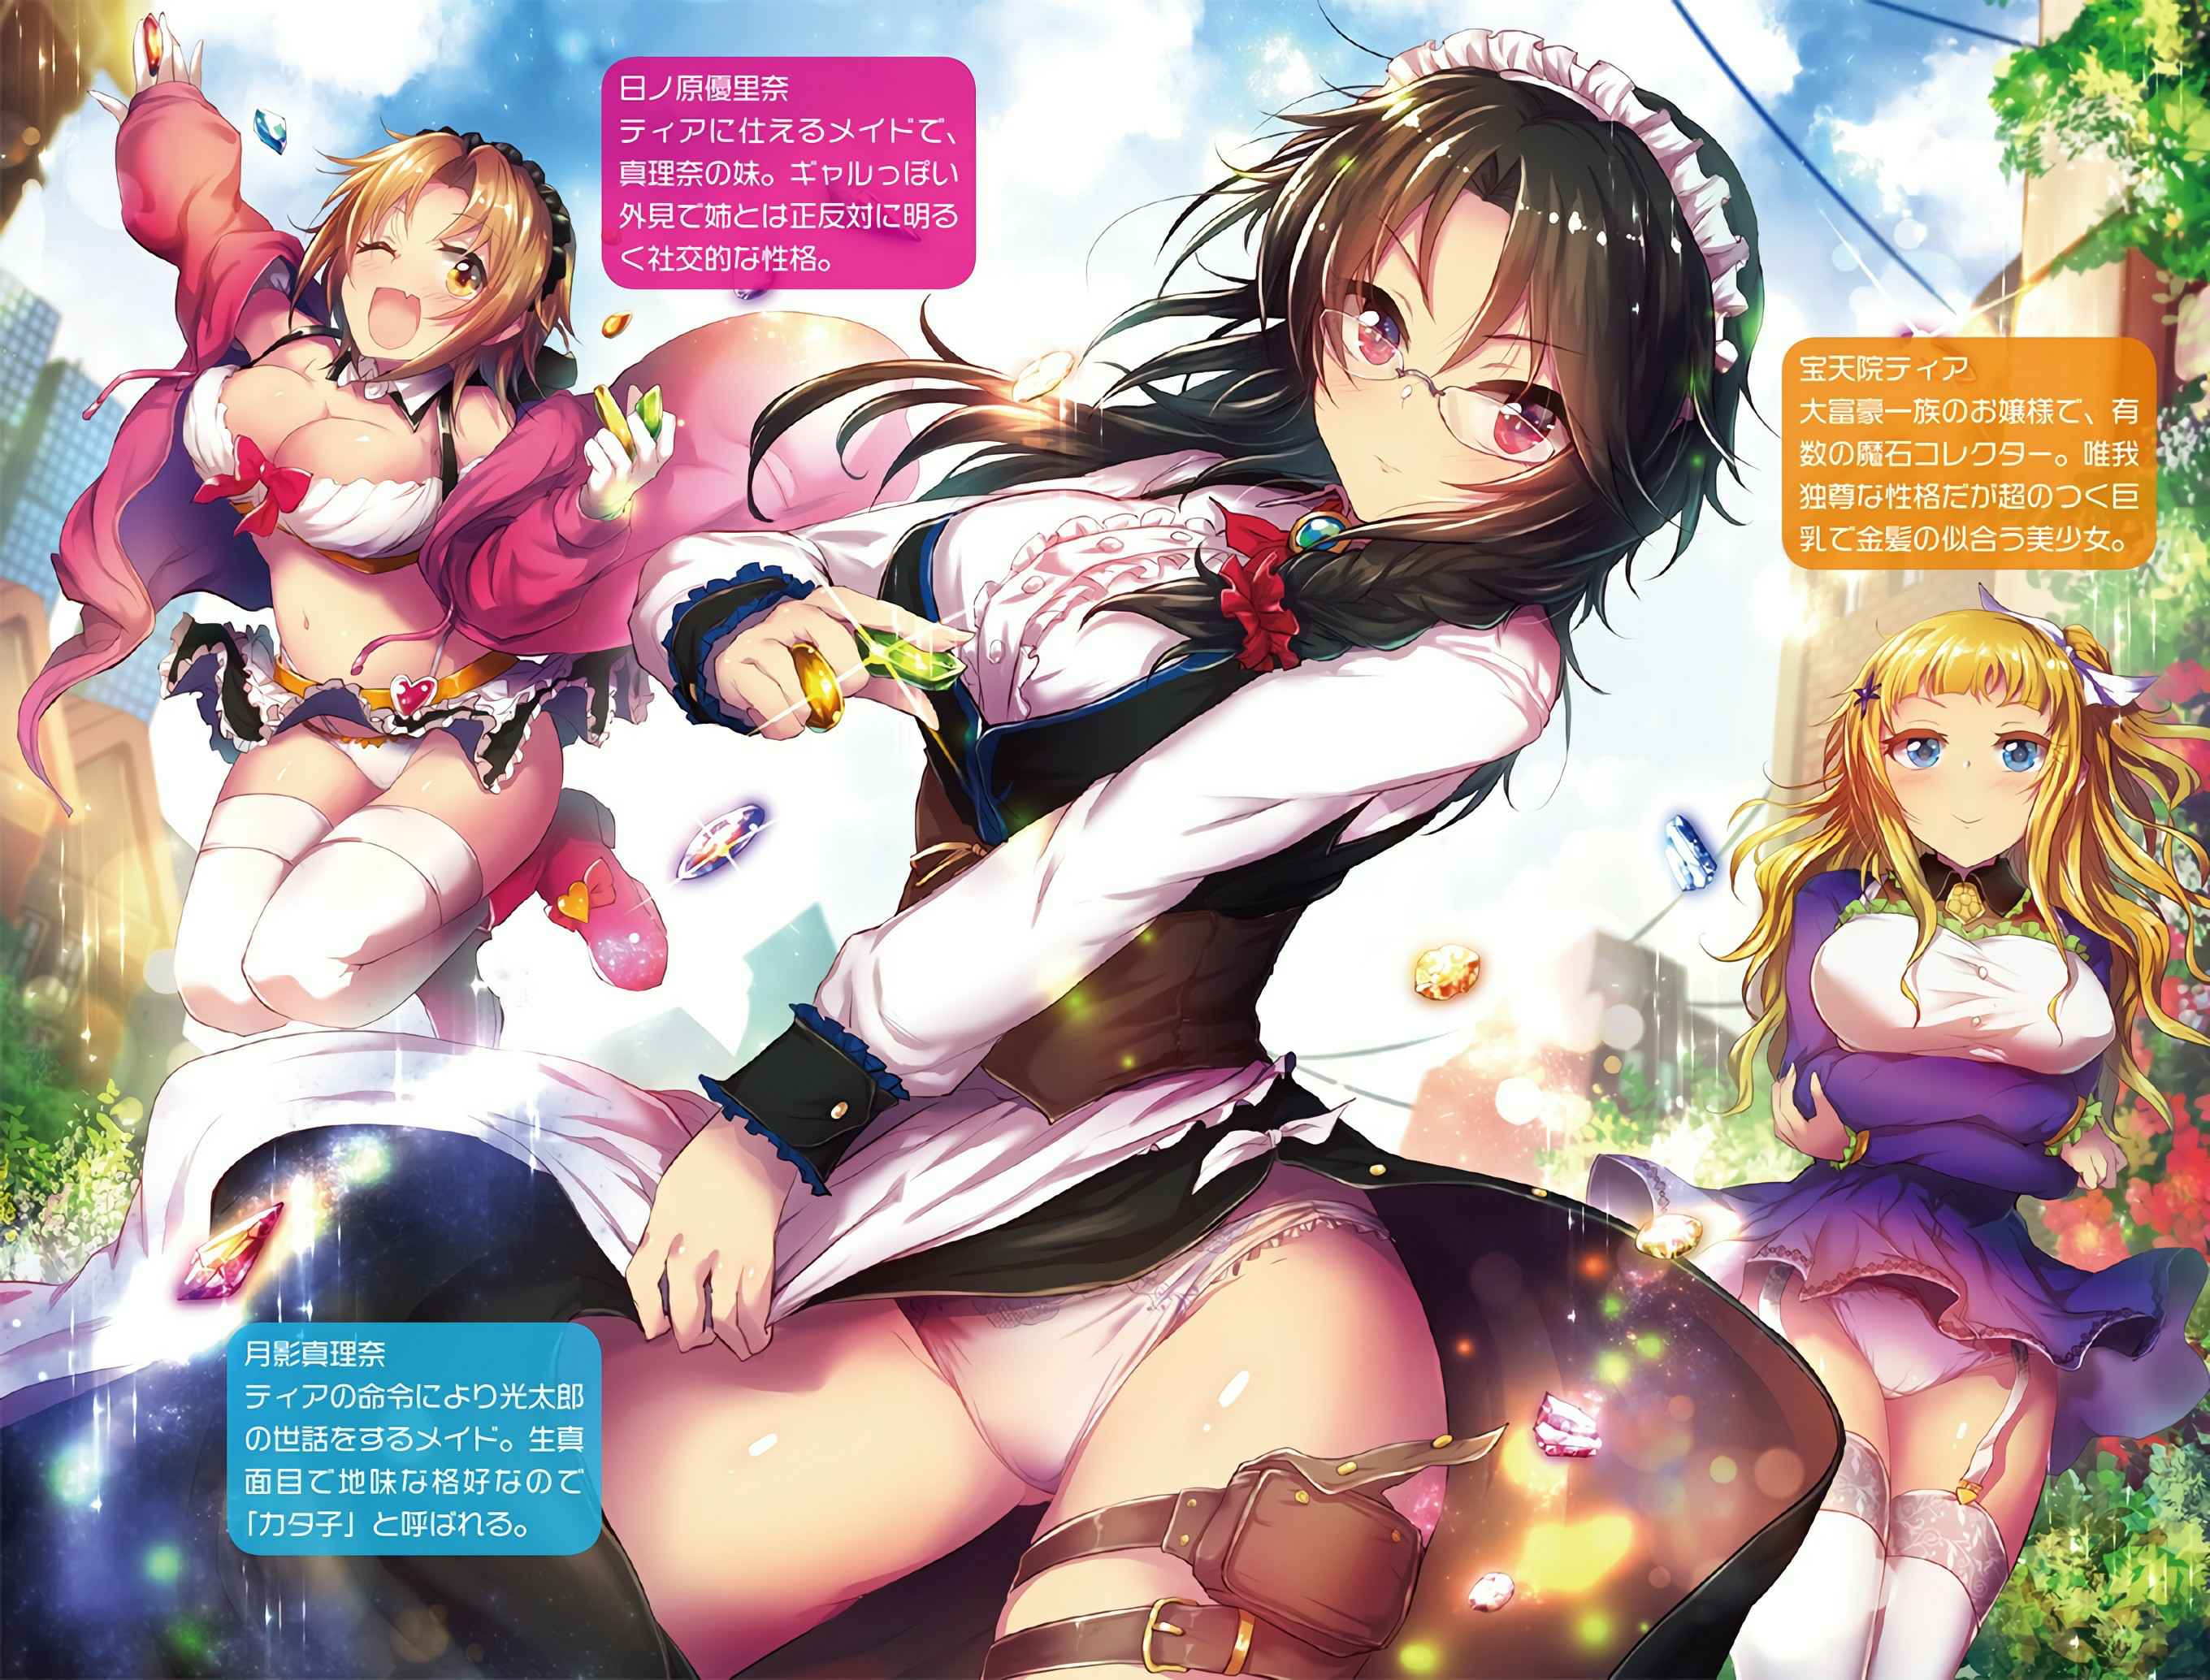 日ノ原優里奈
ティアに仕えるメイドで、
真理奈の妹。ギャルっぽい
外見で姉とは正反対に明る
く社交的な性格。
宝天院ティア
大富豪一族のお嬢様で、有
数の魔石コレクター。唯我
独尊な性格だが超のつく巨
乳で金髪の似合う美少女。
月影真理奈
ティアの命令により光太郎
の世話をするメイド。生真
面目で地味な格好なので
「カタ子」と呼ばれる。